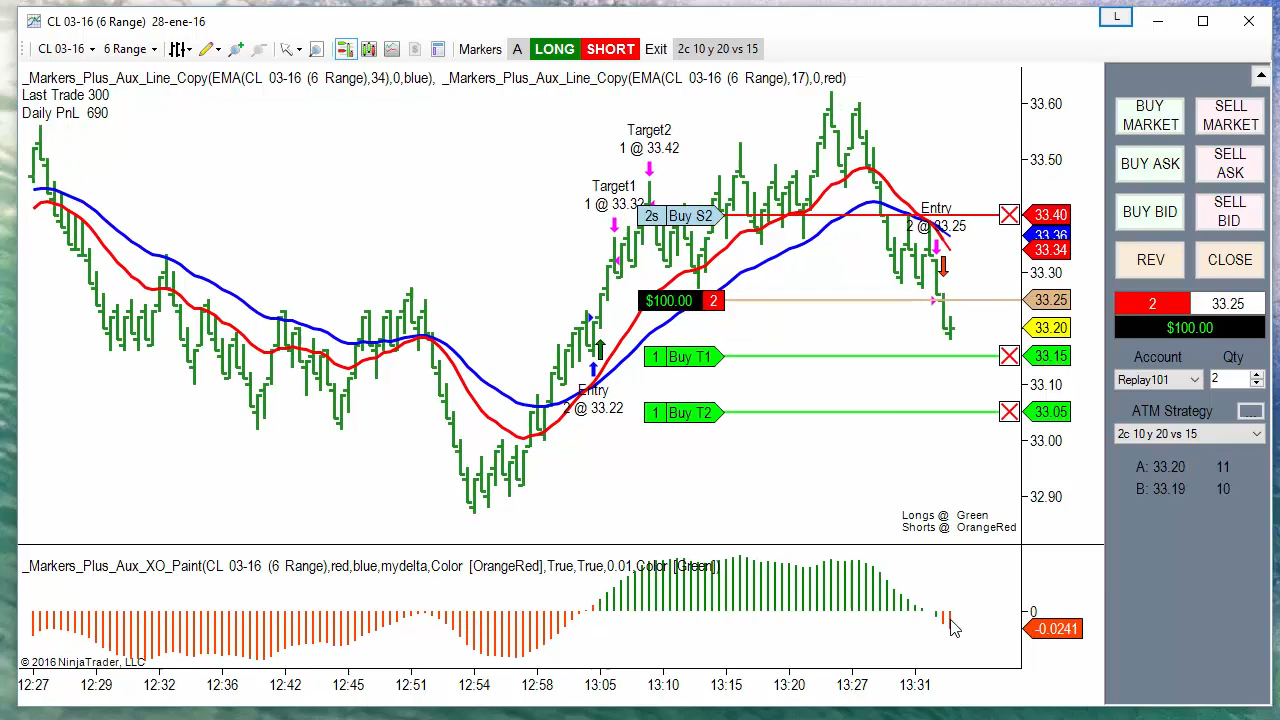 CL 03-16 (6 Range) 28-ene-16
L
CL 03-16 6 Range Markers A LONG SHORT Exit 2c 10 y 20 vs 15
_Markers_Plus_Aux_Line_Copy(EMA(CL 03-16 (6 Range),34),0,blue), _Markers_Plus_Aux_Line_Copy(EMA(CL 03-16 (6 Range),17),0,red)
Last Trade 300
Daily PnL 690
Target2
1 @ 33.42
Target1
1 @ 33.32
2s Buy S2
Entry
2 @ 33.25
$100.00 2
1 Buy T1
Entry
2 @ 33.22
1 Buy T2
33.60
33.50
33.40
33.36
33.34
33.30
33.25
33.20
33.15
33.10
33.05
33.00
32.90
Longs @ Green
Shorts @ OrangeRed
_Markers_Plus_Aux_XO_Paint(CL 03-16 (6 Range),red,blue,mydelta,Color [OrangeRed],True,True,0.01,Color [Green])
0
-0.0241
© 2016 NinjaTrader, LLC
12:27 12:29 12:32 12:36 12:42 12:45 12:51 12:54 12:58 13:05 13:10 13:15 13:20 13:27 13:31
BUY MARKET
SELL MARKET
BUY ASK
SELL ASK
BUY BID
SELL BID
REV
CLOSE
2 33.25
$100.00
Account Qty
Replay101 2
ATM Strategy ...
2c 10 y 20 vs 15
A: 33.20 11
B: 33.19 10